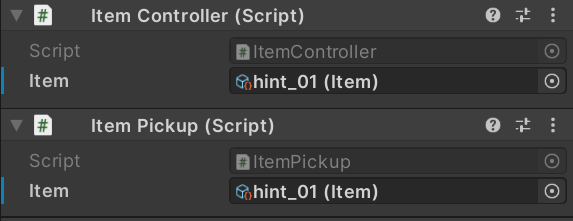 Item Controller (Script)
Script ItemController
Item hint_01 (Item)
Item Pickup (Script)
Script ItemPickup
Item hint_01 (Item)